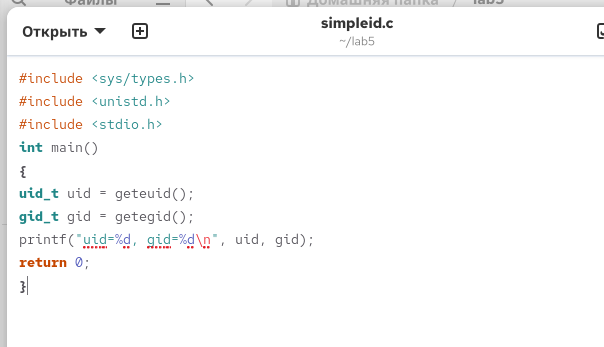 Файлы
Домашняя папка / lab5
Открыть
simpleid.c
~/lab5
#include <sys/types.h>
#include <unistd.h>
#include <stdio.h>
int main()
{
uid_t uid = geteuid();
gid_t gid = getegid();
printf("uid=%d, gid=%d\n", uid, gid);
return 0;
}